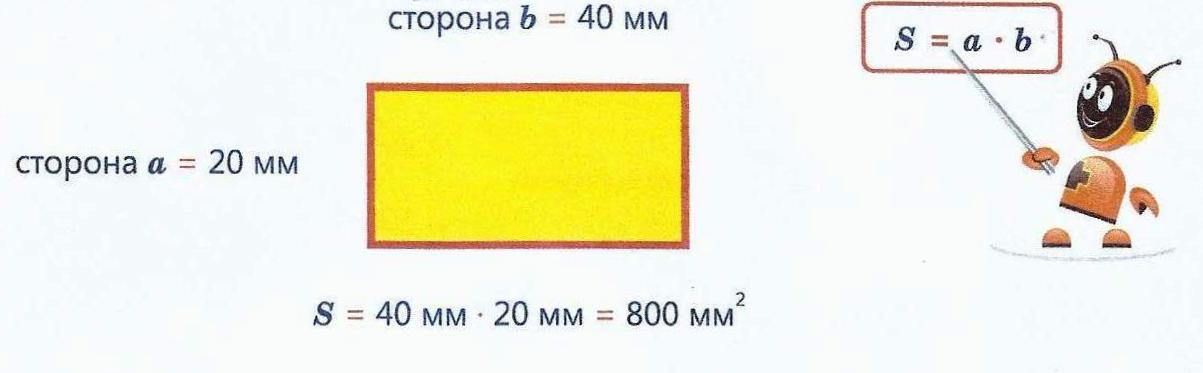 сторона b = 40 мм
S = a · b
сторона a = 20 мм
S = 40 мм · 20 мм = 800 мм²